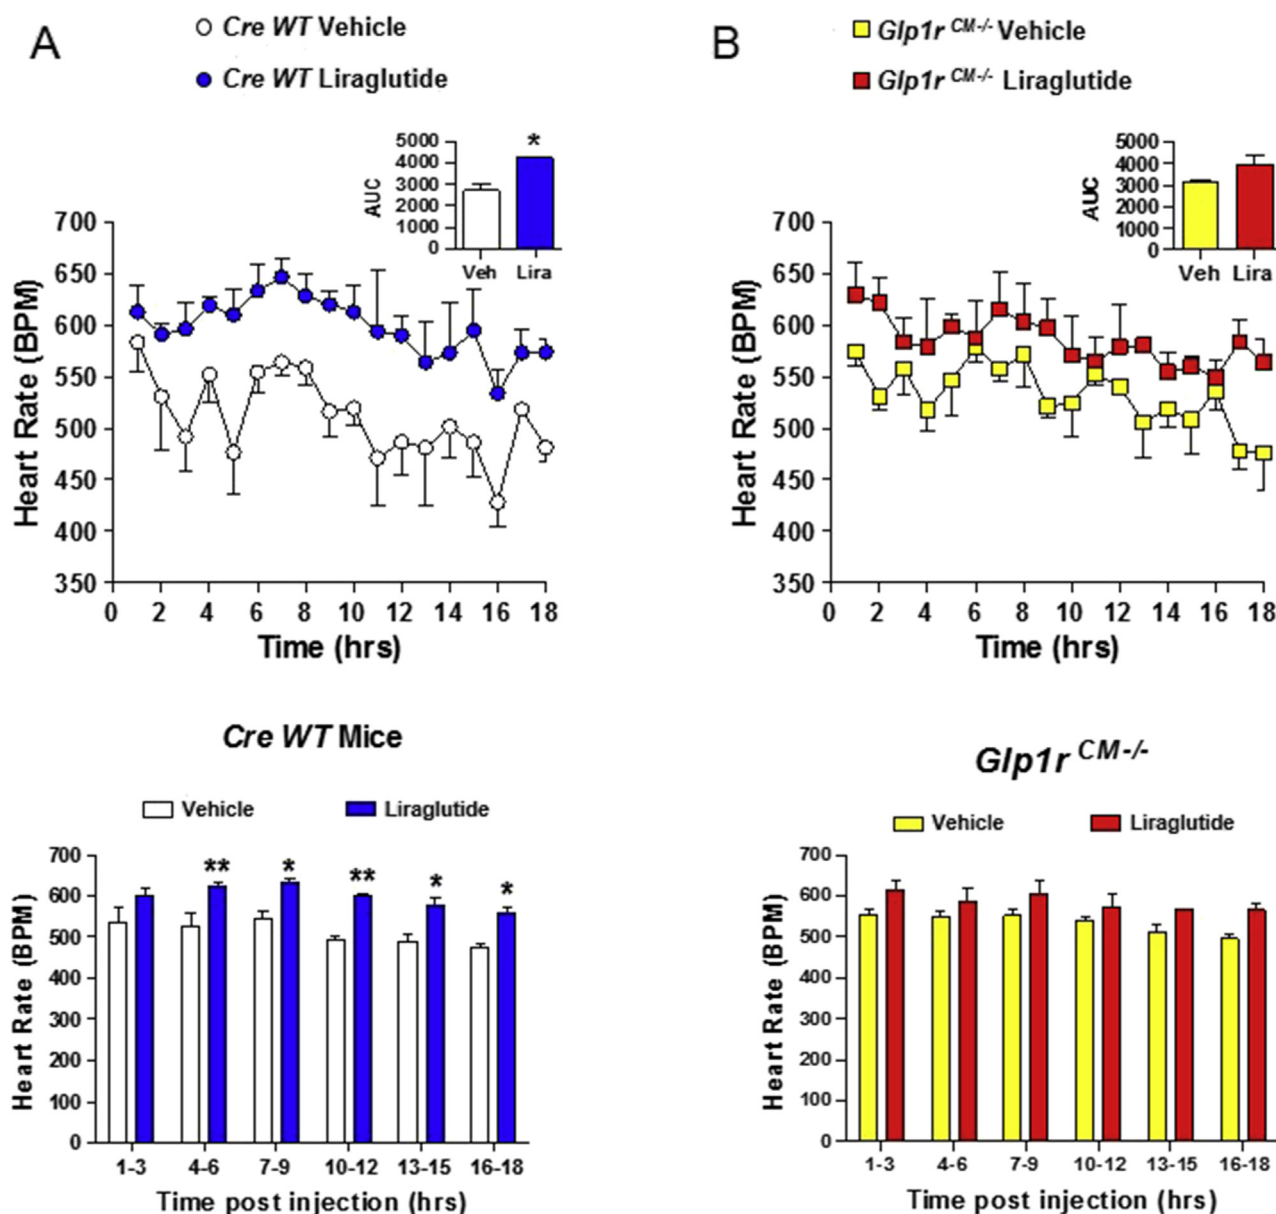 A
Cre WT Vehicle
Cre WT Liraglutide
5000
4000
3000
2000
1000
0
AUC
*
Veh Lira
700
650
600
550
500
450
400
350
Heart Rate (BPM)
0 2 4 6 8 10 12 14 16 18
Time (hrs)
B
Glp1r CM-/- Vehicle
Glp1r CM-/- Liraglutide
5000
4000
3000
2000
1000
0
AUC
Veh Lira
700
650
600
550
500
450
400
350
Heart Rate (BPM)
0 2 4 6 8 10 12 14 16 18
Time (hrs)
Cre WT Mice
Vehicle Liraglutide
700
600
500
400
300
200
100
0
Heart Rate (BPM)
** * ** * *
1-3 4-6 7-9 10-12 13-15 16-18
Time post injection (hrs)
Glp1r CM-/-
Vehicle Liraglutide
700
600
500
400
300
200
100
0
Heart Rate (BPM)
1-3 4-6 7-9 10-12 13-15 16-18
Time post injection (hrs)